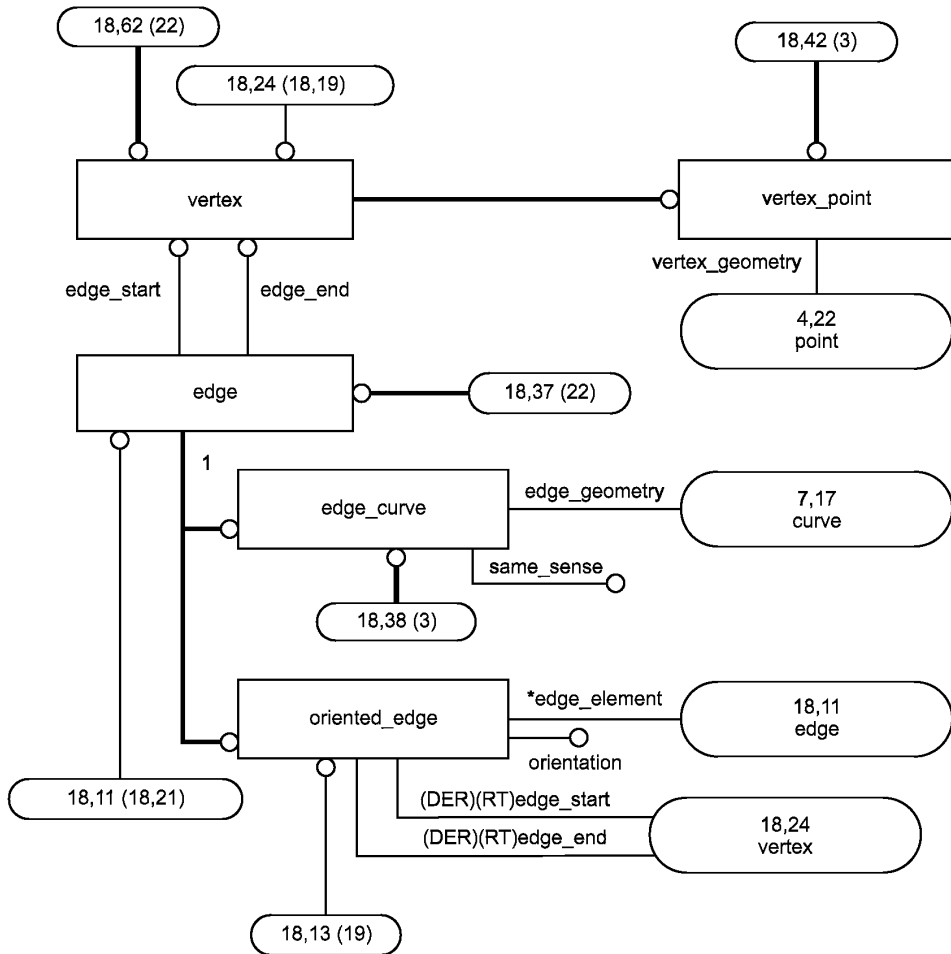 18,62 (22)
18,42 (3)
18,24 (18,19)
vertex
vertex_point
vertex_geometry
edge_start
edge_end
4,22
point
edge
18,37 (22)
1
edge_curve
edge_geometry
7,17
curve
same_sense
18,38 (3)
oriented_edge
*edge_element
18,11
edge
orientation
18,11 (18,21)
(DER)(RT)edge_start
(DER)(RT)edge_end
18,24
vertex
18,13 (19)